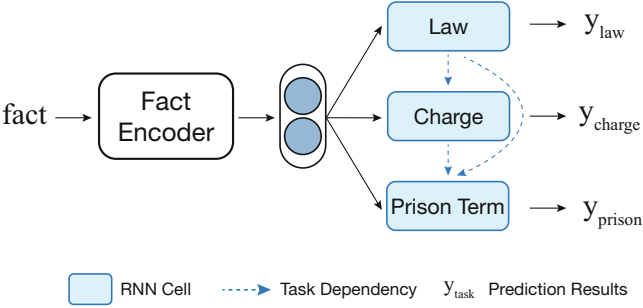 Law
y_law
fact
Fact
Encoder
Charge
y_charge
Prison Term
y_prison
RNN Cell
Task Dependency
y_task
Prediction Results